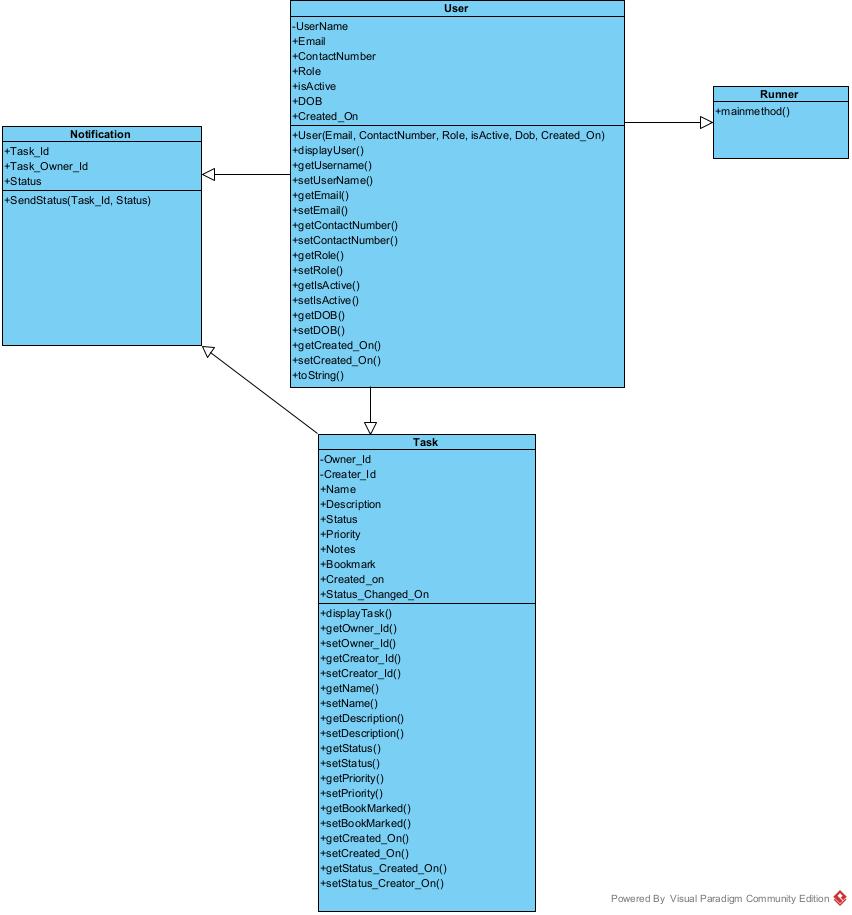 User
-UserName
+Email
+ContactNumber
+Role
+isActive
+DOB
+Created_On
+User(Email, ContactNumber, Role, isActive, Dob, Created_On)
+displayUser()
+getUsername()
+setUserName()
+getEmail()
+setEmail()
+getContactNumber()
+setContactNumber()
+getRole()
+setRole()
+getIsActive()
+setIsActive()
+getDOB()
+setDOB()
+getCreated_On()
+setCreated_On()
+toString()
Runner
+mainmethod()
Notification
+Task_Id
+Task_Owner_Id
+Status
+SendStatus(Task_Id, Status)
Task
-Owner_Id
-Creater_Id
+Name
+Description
+Status
+Priority
+Notes
+Bookmark
+Created_on
+Status_Changed_On
+displayTask()
+getOwner_Id()
+setOwner_Id()
+getCreator_Id()
+setCreator_Id()
+getName()
+setName()
+getDescription()
+setDescription()
+getStatus()
+setStatus()
+getPriority()
+setPriority()
+getBookMarked()
+setBookMarked()
+getCreated_On()
+setCreated_On()
+getStatus_Created_On()
+setStatus_Creator_On()
Powered By Visual Paradigm Community Edition